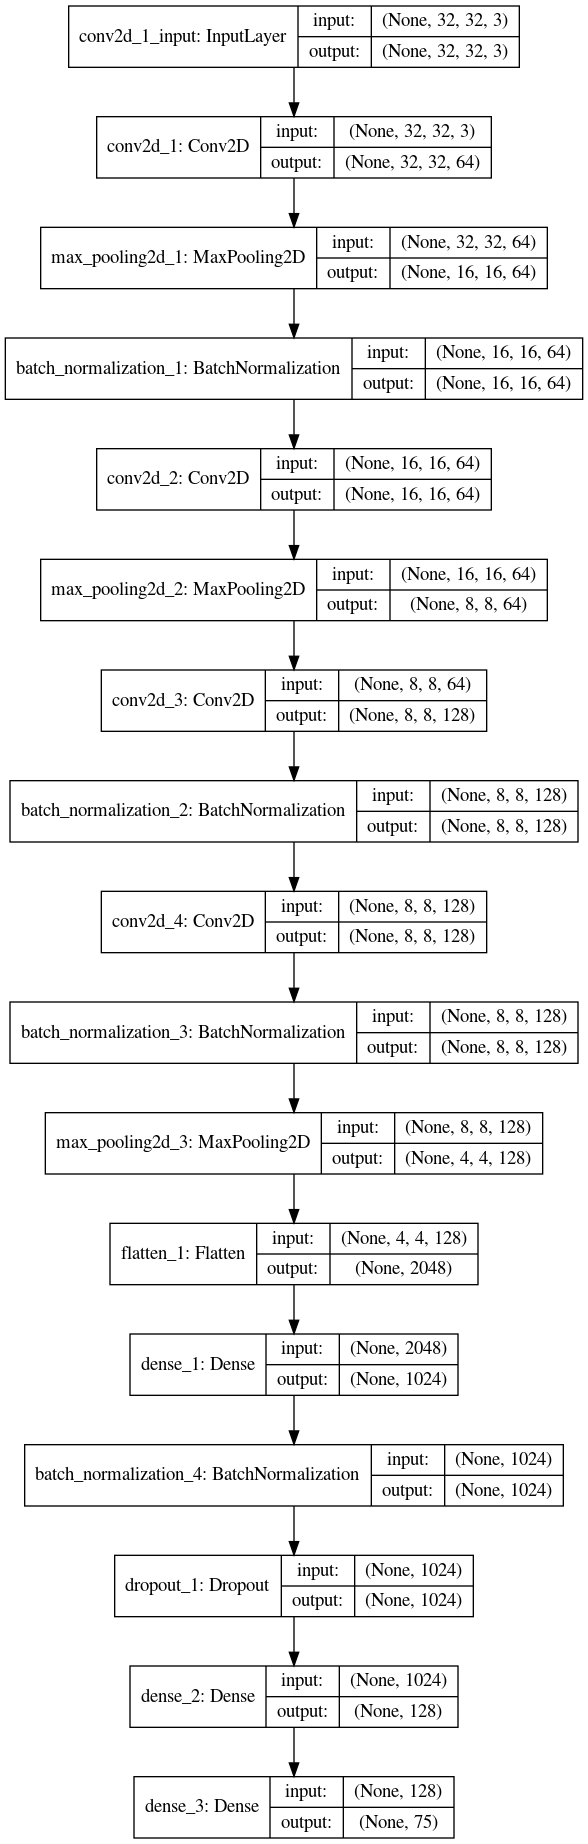 conv2d_1_input: InputLayer
input: (None, 32, 32, 3)
output: (None, 32, 32, 3)
conv2d_1: Conv2D
input: (None, 32, 32, 3)
output: (None, 32, 32, 64)
max_pooling2d_1: MaxPooling2D
input: (None, 32, 32, 64)
output: (None, 16, 16, 64)
batch_normalization_1: BatchNormalization
input: (None, 16, 16, 64)
output: (None, 16, 16, 64)
conv2d_2: Conv2D
input: (None, 16, 16, 64)
output: (None, 16, 16, 64)
max_pooling2d_2: MaxPooling2D
input: (None, 16, 16, 64)
output: (None, 8, 8, 64)
conv2d_3: Conv2D
input: (None, 8, 8, 64)
output: (None, 8, 8, 128)
batch_normalization_2: BatchNormalization
input: (None, 8, 8, 128)
output: (None, 8, 8, 128)
conv2d_4: Conv2D
input: (None, 8, 8, 128)
output: (None, 8, 8, 128)
batch_normalization_3: BatchNormalization
input: (None, 8, 8, 128)
output: (None, 8, 8, 128)
max_pooling2d_3: MaxPooling2D
input: (None, 8, 8, 128)
output: (None, 4, 4, 128)
flatten_1: Flatten
input: (None, 4, 4, 128)
output: (None, 2048)
dense_1: Dense
input: (None, 2048)
output: (None, 1024)
batch_normalization_4: BatchNormalization
input: (None, 1024)
output: (None, 1024)
dropout_1: Dropout
input: (None, 1024)
output: (None, 1024)
dense_2: Dense
input: (None, 1024)
output: (None, 128)
dense_3: Dense
input: (None, 128)
output: (None, 75)